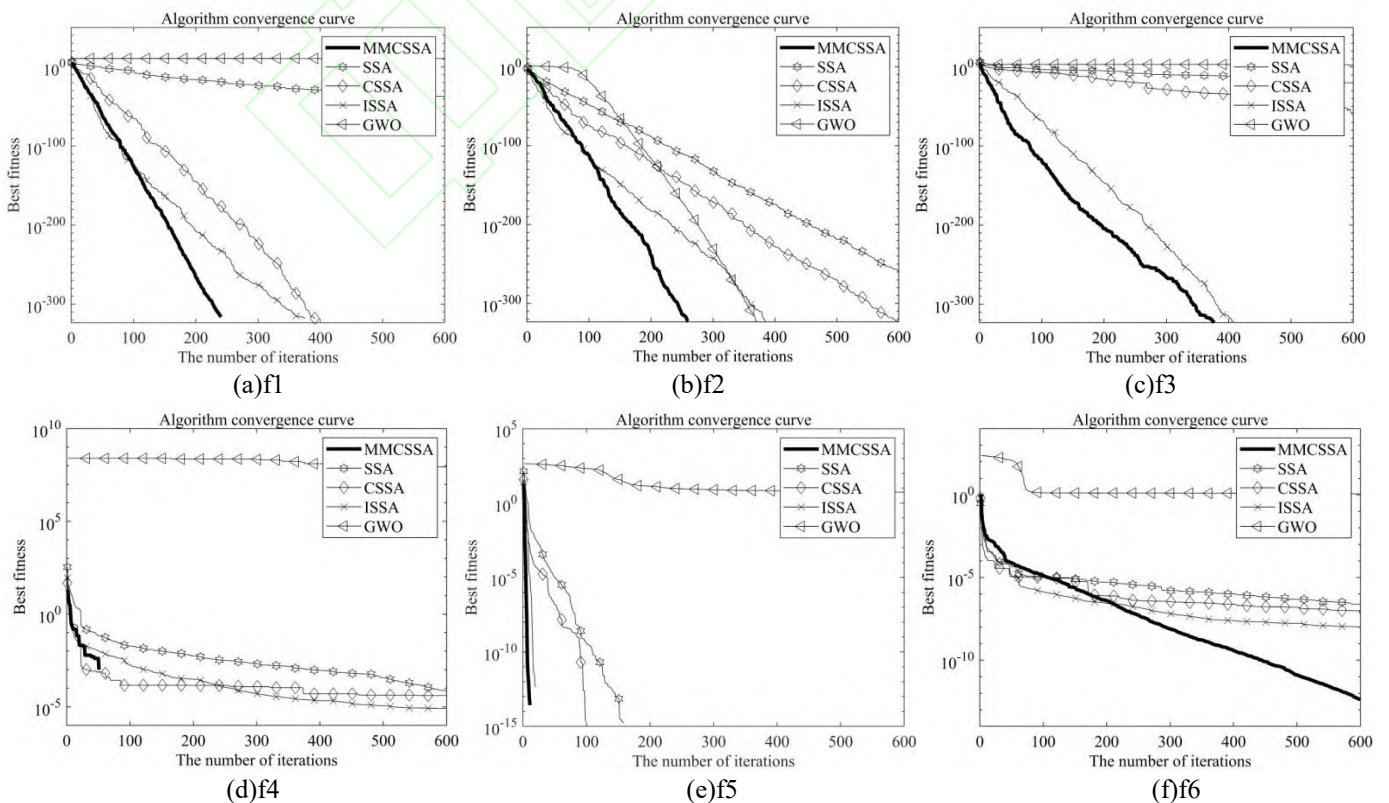 Algorithm convergence curve
Best fitness
10^0
10^-100
10^-200
10^-300
0 100 200 300 400 500 600
The number of iterations
MMCSSA
SSA
CSSA
ISSA
GWO
(a)f1
Algorithm convergence curve
Best fitness
10^0
10^-100
10^-200
10^-300
0 100 200 300 400 500 600
The number of iterations
MMCSSA
SSA
CSSA
ISSA
GWO
(b)f2
Algorithm convergence curve
Best fitness
10^0
10^-100
10^-200
10^-300
0 100 200 300 400 500 600
The number of iterations
MMCSSA
SSA
CSSA
ISSA
GWO
(c)f3
Algorithm convergence curve
Best fitness
10^10
10^5
10^0
10^-5
0 100 200 300 400 500 600
The number of iterations
MMCSSA
SSA
CSSA
ISSA
GWO
(d)f4
Algorithm convergence curve
Best fitness
10^5
10^0
10^-5
10^-10
10^-15
0 100 200 300 400 500 600
The number of iterations
MMCSSA
SSA
CSSA
ISSA
GWO
(e)f5
Algorithm convergence curve
Best fitness
10^0
10^-5
10^-10
0 100 200 300 400 500 600
The number of iterations
MMCSSA
SSA
CSSA
ISSA
GWO
(f)f6